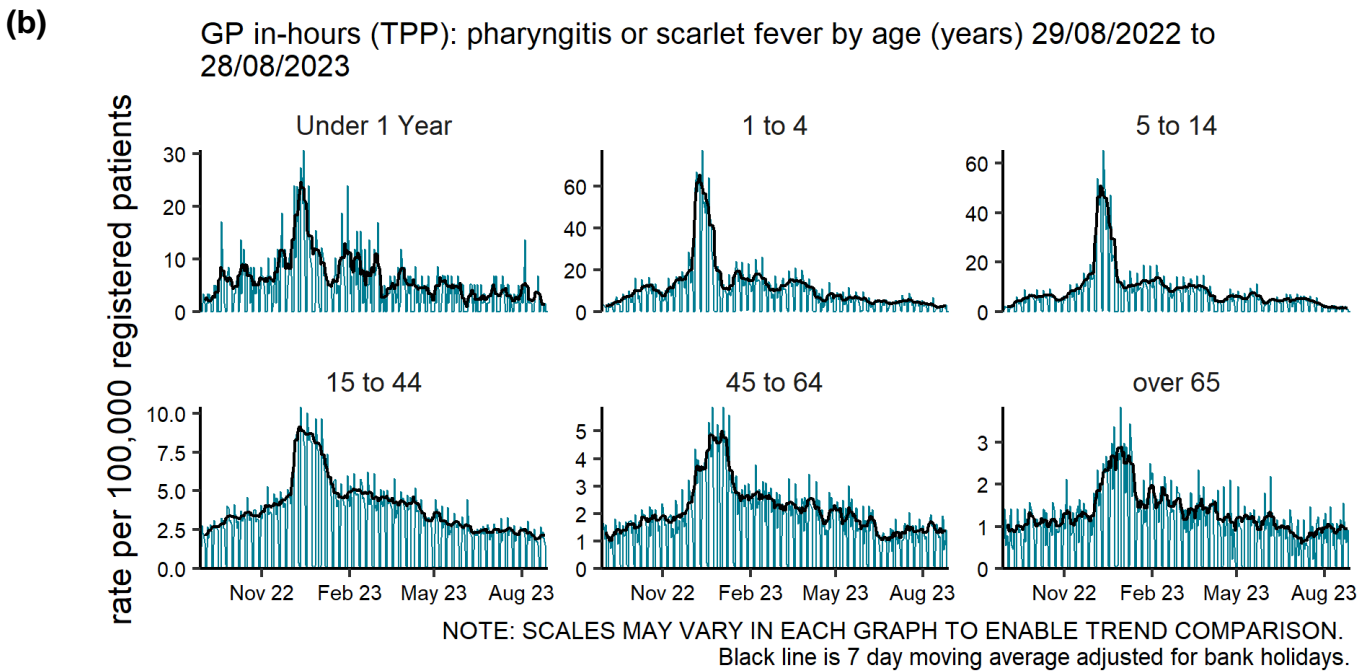 (b)
GP in-hours (TPP): pharyngitis or scarlet fever by age (years) 29/08/2022 to
28/08/2023
rate per 100,000 registered patients
Under 1 Year
30
20
10
0
1 to 4
60
40
20
0
5 to 14
60
40
20
0
15 to 44
10.0
7.5
5.0
2.5
0.0
Nov 22 Feb 23 May 23 Aug 23
45 to 64
5
4
3
2
1
0
Nov 22 Feb 23 May 23 Aug 23
over 65
3
2
1
0
Nov 22 Feb 23 May 23 Aug 23
NOTE: SCALES MAY VARY IN EACH GRAPH TO ENABLE TREND COMPARISON.
Black line is 7 day moving average adjusted for bank holidays.